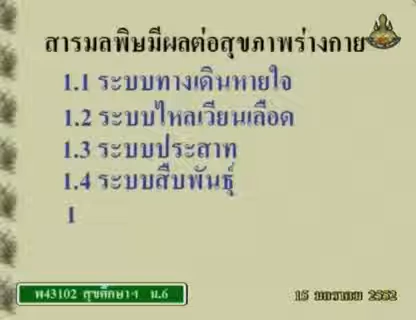 สารมลพิษมีผลต่อสุขภาพร่างกาย
1.1 ระบบทางเดินหายใจ
1.2 ระบบไหลเวียนเลือด
1.3 ระบบประสาท
1.4 ระบบสืบพันธุ์
1
พ43102 สุขศึกษาฯ ม.6
15 มกราคม 2552